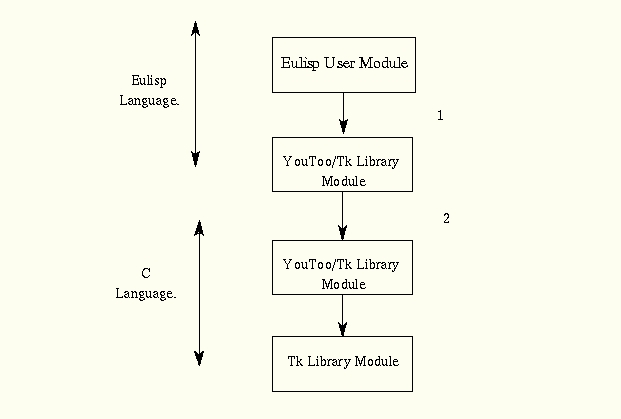 Eulisp User Module
Eulisp
Language.
1
YouToo/Tk Library
Module
2
YouToo/Tk Library
Module
C
Language.
Tk Library Module